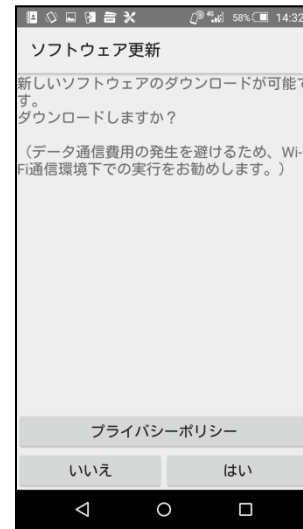 58% 14:32
ソフトウェア更新
新しいソフトウェアのダウンロードが可能で
す。
ダウンロードしますか？
（データ通信費用の発生を避けるため、Wi-
Fi通信環境下での実行をお勧めします。）
プライバシーポリシー
いいえ
はい